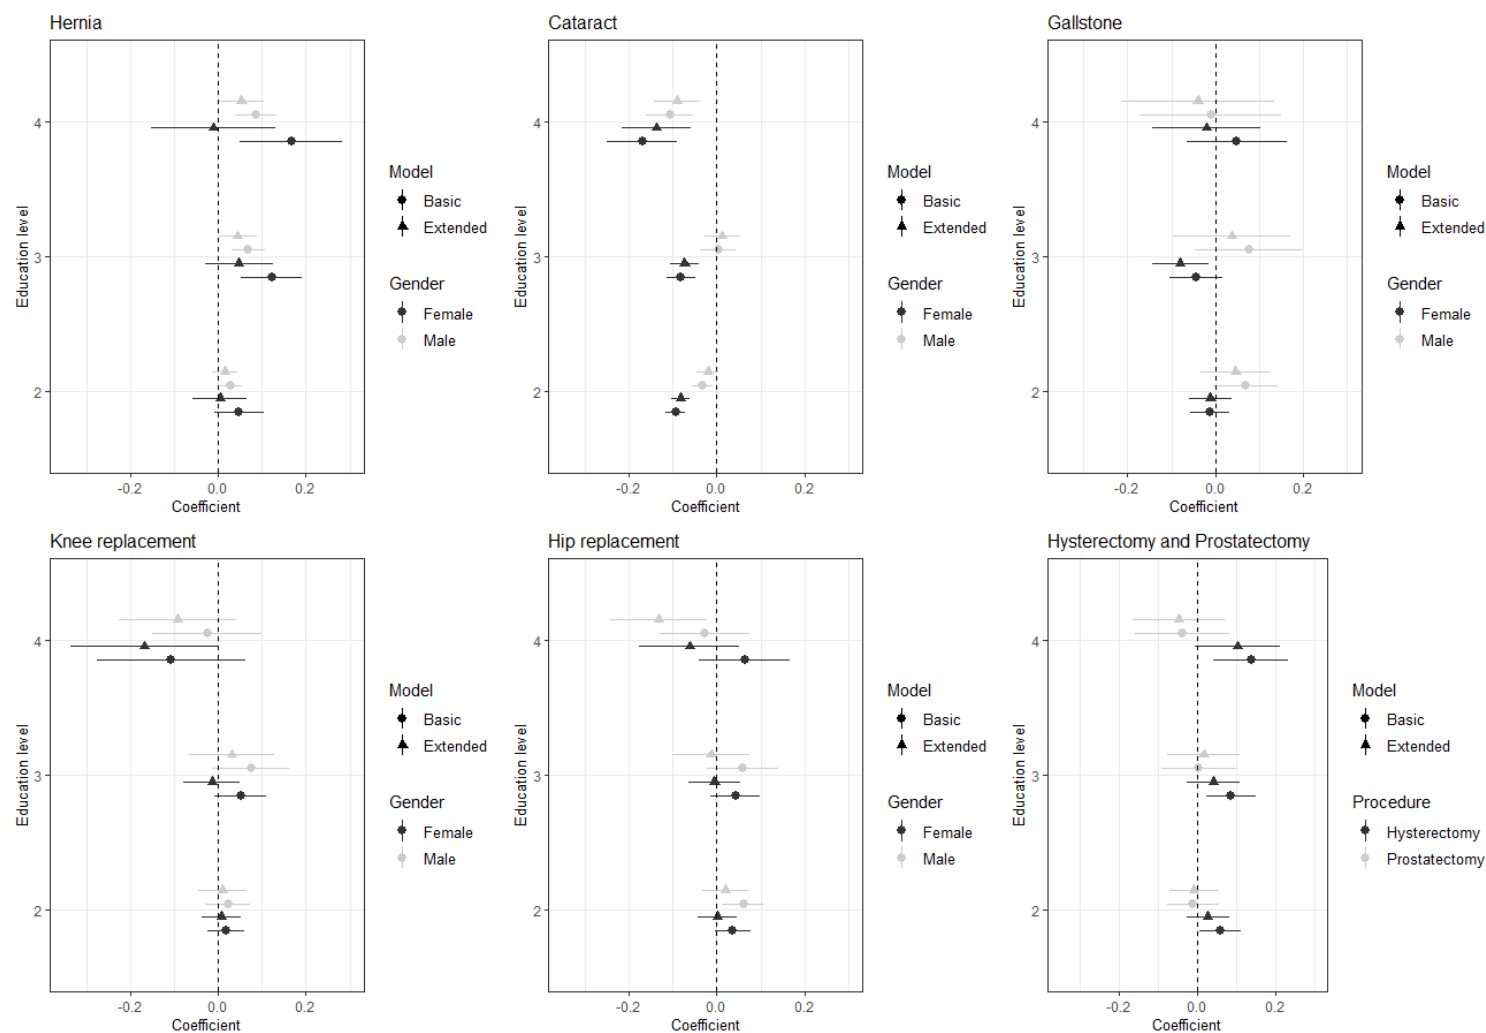 Hernia
Education level
4
3
2
-0.2 0.0 0.2
Coefficient
Model
Basic
Extended
Gender
Female
Male
Cataract
Education level
4
3
2
-0.2 0.0 0.2
Coefficient
Model
Basic
Extended
Gender
Female
Male
Gallstone
Education level
4
3
2
-0.2 0.0 0.2
Coefficient
Model
Basic
Extended
Gender
Female
Male
Knee replacement
Education level
4
3
2
-0.2 0.0 0.2
Coefficient
Model
Basic
Extended
Gender
Female
Male
Hip replacement
Education level
4
3
2
-0.2 0.0 0.2
Coefficient
Model
Basic
Extended
Gender
Female
Male
Hysterectomy and Prostatectomy
Education level
4
3
2
-0.2 0.0 0.2
Coefficient
Model
Basic
Extended
Procedure
Hysterectomy
Prostatectomy